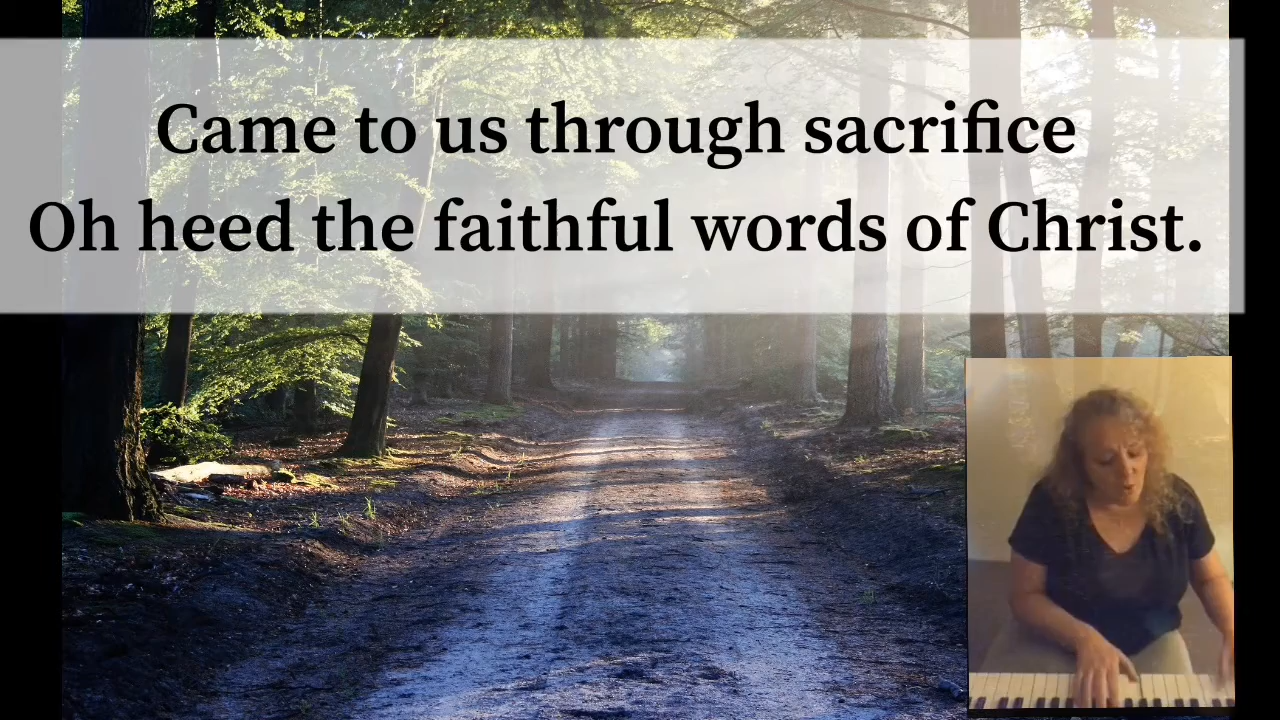 Came to us through sacrifice
Oh heed the faithful words of Christ.